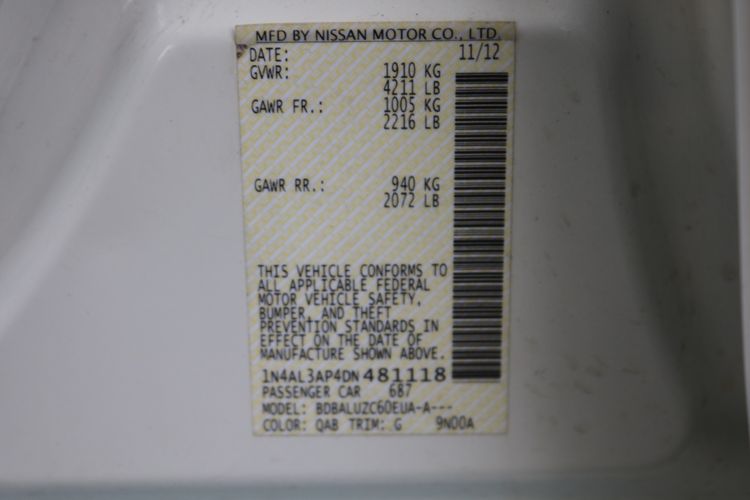 MFD BY NISSAN MOTOR CO., LTD.
DATE: 11/12
GVWR: 1910 KG
4211 LB
GAWR FR.: 1005 KG
2216 LB
GAWR RR.: 940 KG
2072 LB
THIS VEHICLE CONFORMS TO
ALL APPLICABLE FEDERAL
MOTOR VEHICLE SAFETY,
BUMPER, AND THEFT
PREVENTION STANDARDS IN
EFFECT ON THE DATE OF
MANUFACTURE SHOWN ABOVE.
1N4AL3AP4DN481118
PASSENGER CAR 687
MODEL: BDBALUZC60EUA-A---
COLOR: QAB TRIM: G 9N00A